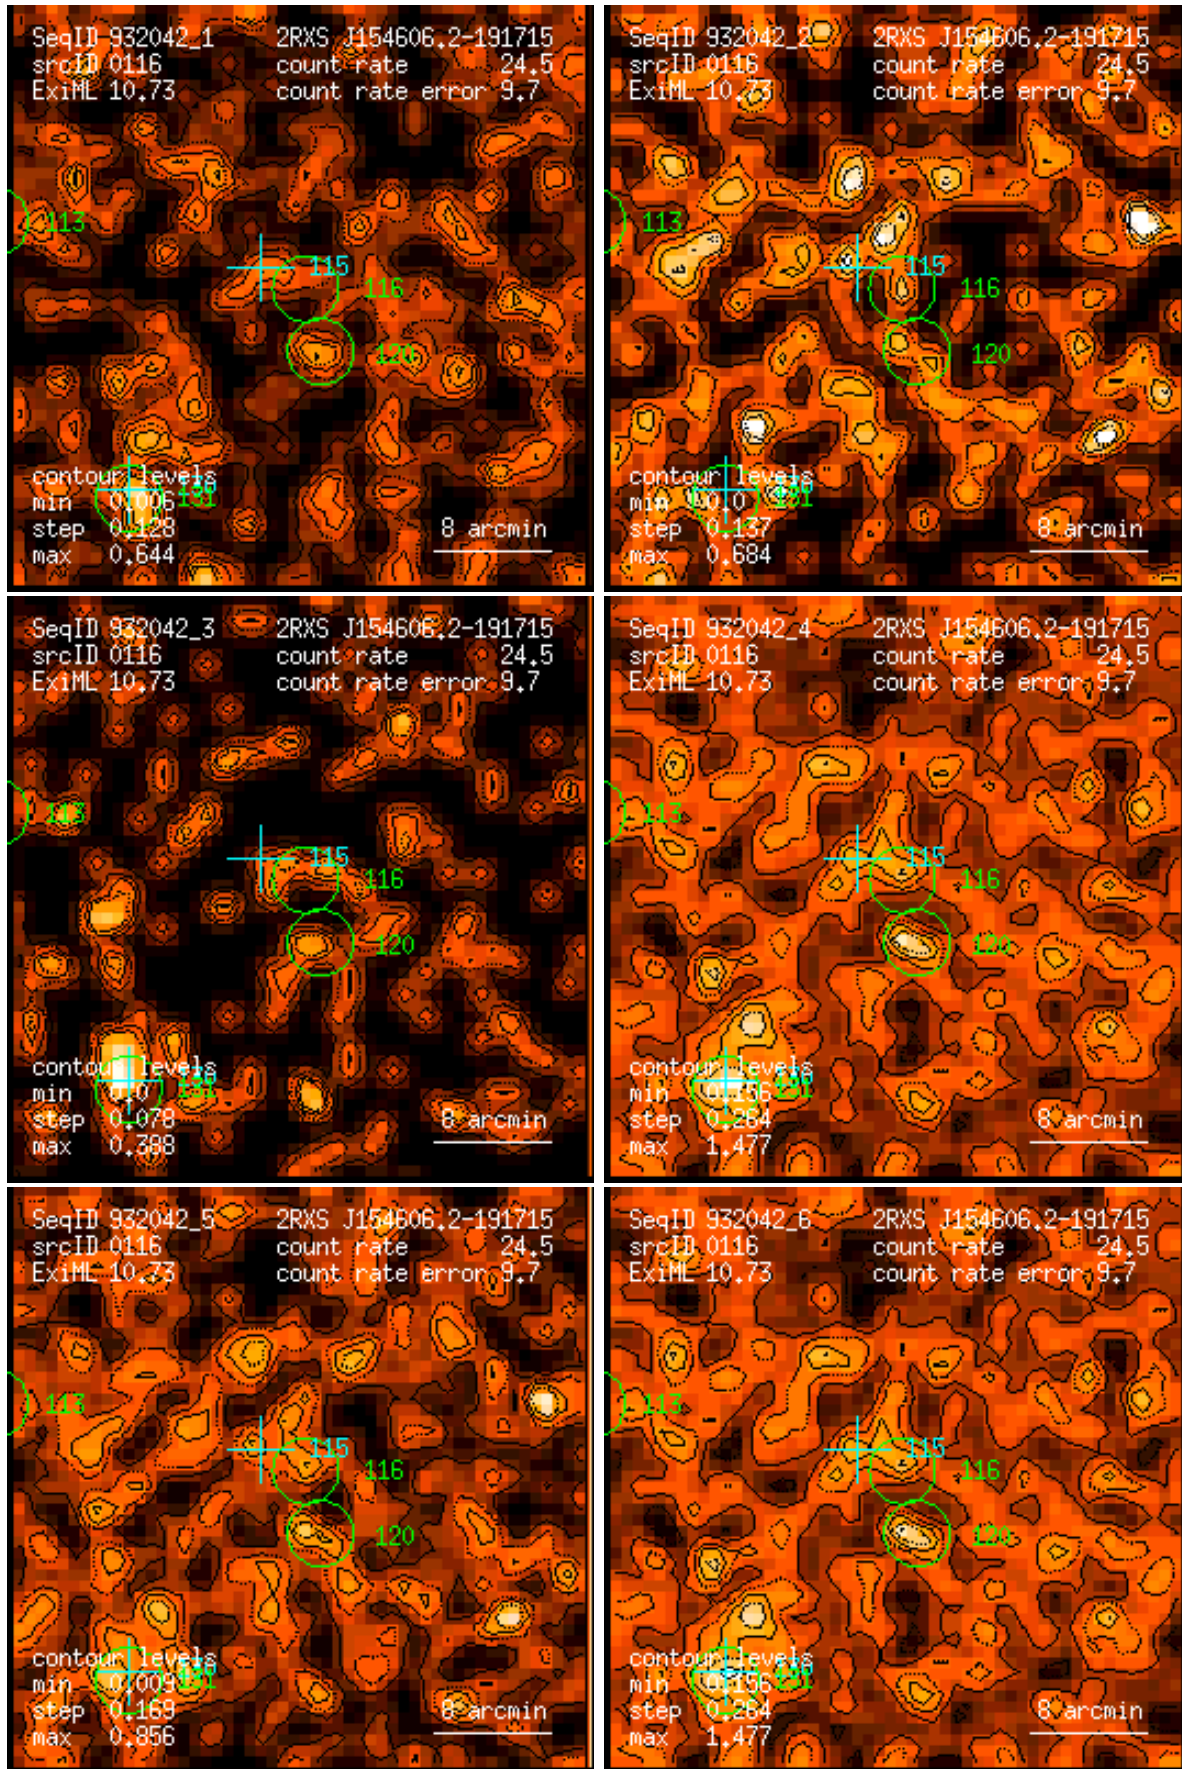 SeqID 932042_1 2RXS J154606.2-191715
srcID 0116 count rate 24.5
ExiML 10.73 count rate error 9.7
113
115
116
120
contour levels
min 0.006 131
step 0.128 8 arcmin
max 0.644
SeqID 932042_2 2RXS J154606.2-191715
srcID 0116 count rate 24.5
ExiML 10.73 count rate error 9.7
113
115
116
120
contour levels
min 0.0 131
step 0.137 8 arcmin
max 0.684
SeqID 932042_3 2RXS J154606.2-191715
srcID 0116 count rate 24.5
ExiML 10.73 count rate error 9.7
113
115
116
120
contour levels
min 0.0 131
step 0.078 8 arcmin
max 0.388
SeqID 932042_4 2RXS J154606.2-191715
srcID 0116 count rate 24.5
ExiML 10.73 count rate error 9.7
113
115
116
120
contour levels
min 0.156 131
step 0.264 8 arcmin
max 1.477
SeqID 932042_5 2RXS J154606.2-191715
srcID 0116 count rate 24.5
ExiML 10.73 count rate error 9.7
113
115
116
120
contour levels
min 0.009 131
step 0.169 8 arcmin
max 0.856
SeqID 932042_6 2RXS J154606.2-191715
srcID 0116 count rate 24.5
ExiML 10.73 count rate error 9.7
113
115
116
120
contour levels
min 0.156 131
step 0.264 8 arcmin
max 1.477